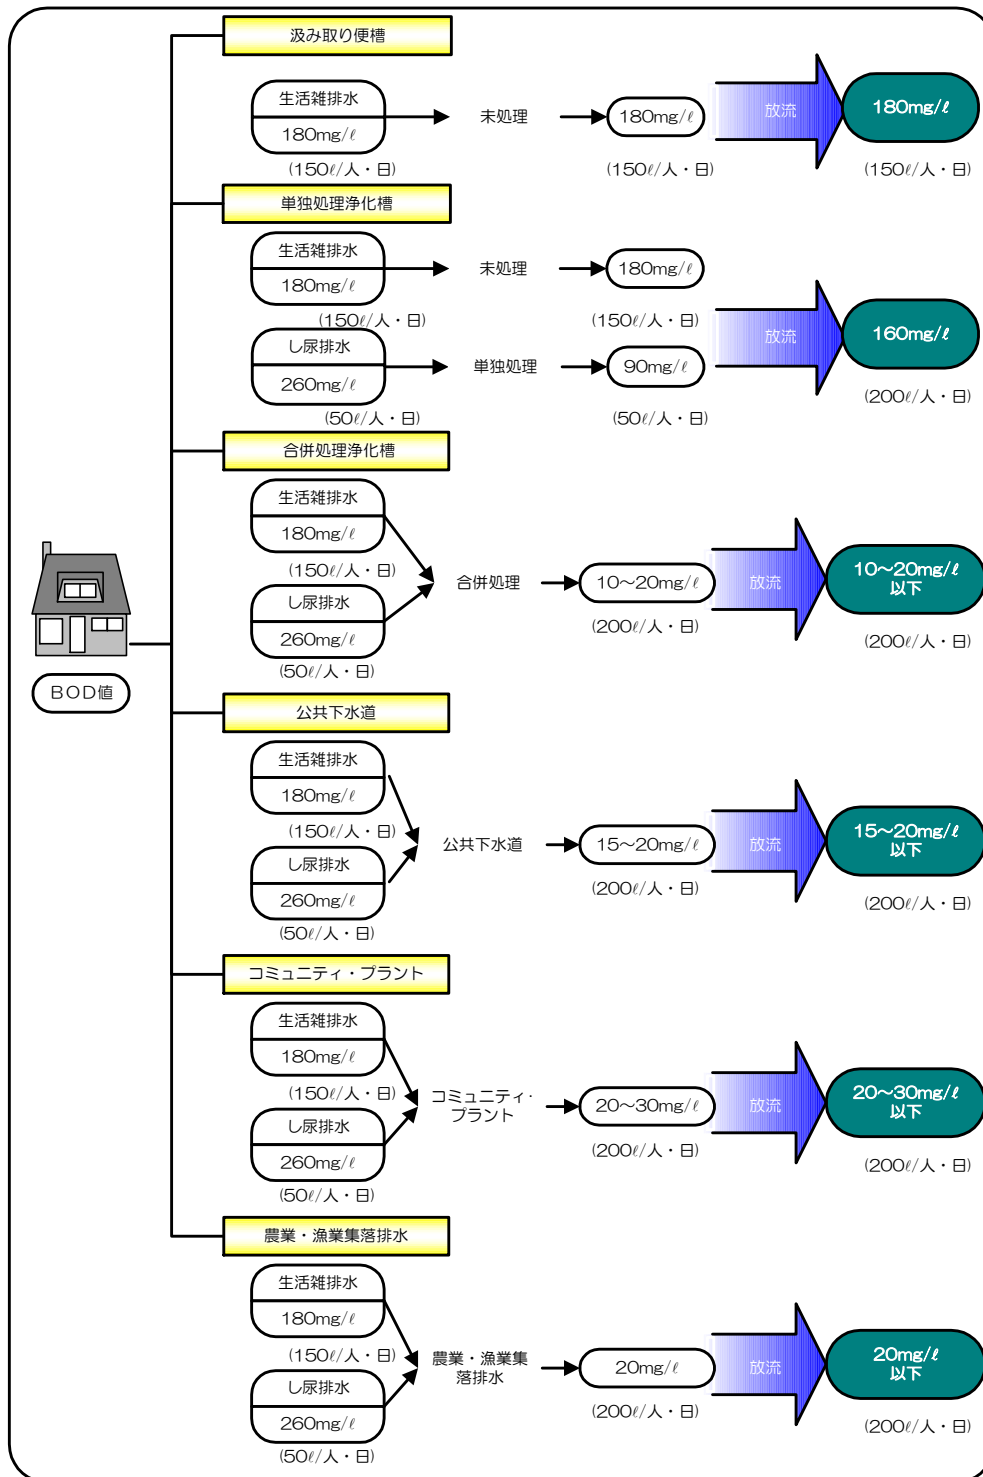 汲み取り便槽
生活雑排水
180mg/ℓ
(150ℓ/人・日)
未処理
180mg/ℓ
(150ℓ/人・日)
放流
180mg/ℓ
(150ℓ/人・日)
単独処理浄化槽
生活雑排水
180mg/ℓ
(150ℓ/人・日)
未処理
180mg/ℓ
(150ℓ/人・日)
し尿排水
260mg/ℓ
(50ℓ/人・日)
単独処理
90mg/ℓ
(50ℓ/人・日)
放流
160mg/ℓ
(200ℓ/人・日)
合併処理浄化槽
生活雑排水
180mg/ℓ
(150ℓ/人・日)
し尿排水
260mg/ℓ
(50ℓ/人・日)
合併処理
10～20mg/ℓ
(200ℓ/人・日)
放流
10～20mg/ℓ
以下
(200ℓ/人・日)
BOD値
公共下水道
生活雑排水
180mg/ℓ
(150ℓ/人・日)
し尿排水
260mg/ℓ
(50ℓ/人・日)
公共下水道
15～20mg/ℓ
(200ℓ/人・日)
放流
15～20mg/ℓ
以下
(200ℓ/人・日)
コミュニティ・プラント
生活雑排水
180mg/ℓ
(150ℓ/人・日)
し尿排水
260mg/ℓ
(50ℓ/人・日)
コミュニティ・
プラント
20～30mg/ℓ
(200ℓ/人・日)
放流
20～30mg/ℓ
以下
(200ℓ/人・日)
農業・漁業集落排水
生活雑排水
180mg/ℓ
(150ℓ/人・日)
し尿排水
260mg/ℓ
(50ℓ/人・日)
農業・漁業集
落排水
20mg/ℓ
(200ℓ/人・日)
放流
20mg/ℓ
以下
(200ℓ/人・日)